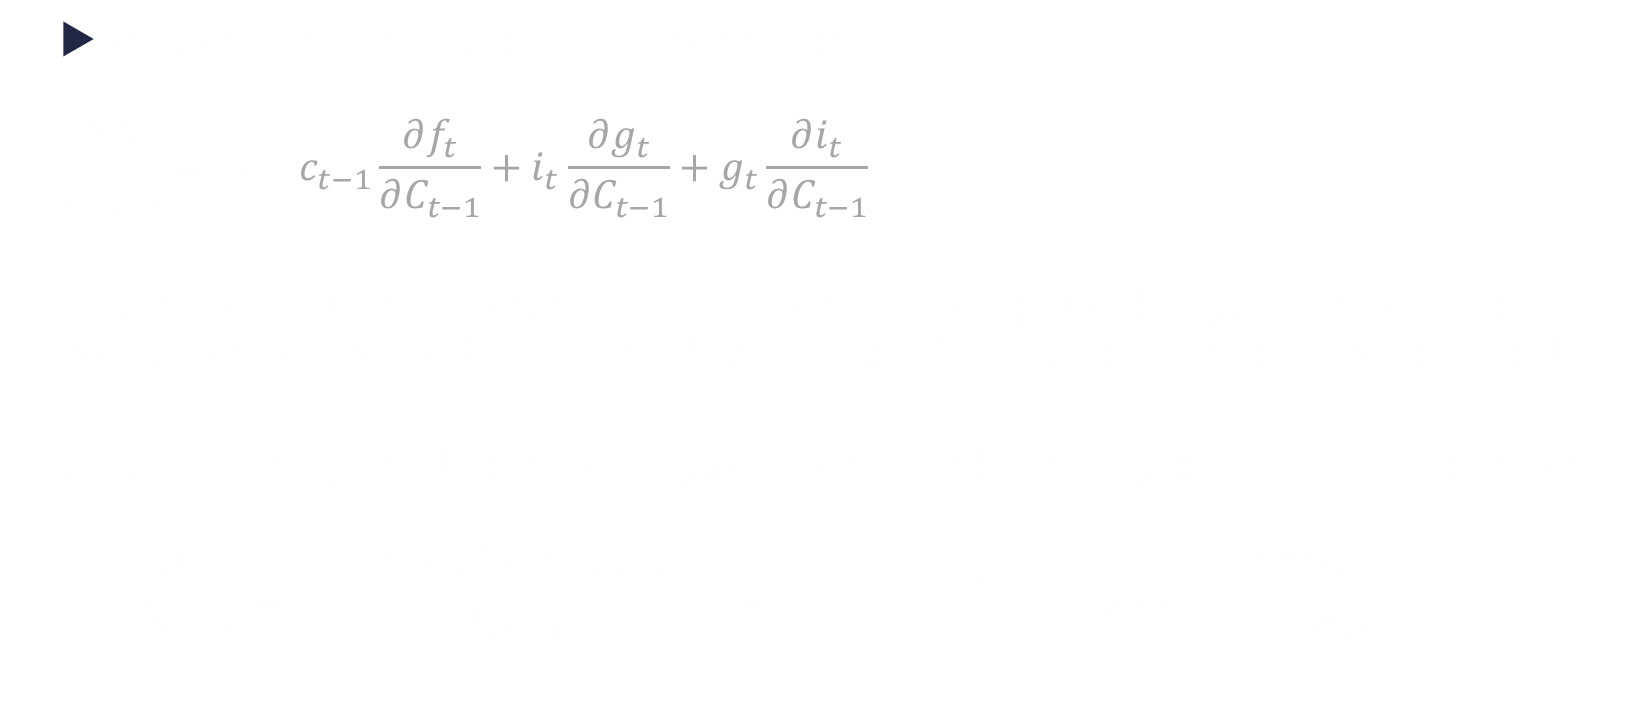 c_{t−1} ∂f_t/∂C_{t−1} + i_t ∂g_t/∂C_{t−1} + g_t ∂i_t/∂C_{t−1}